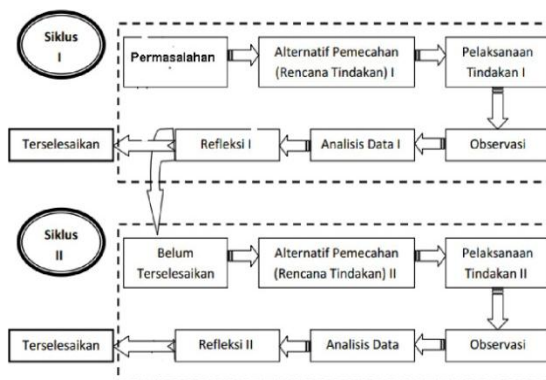 Siklus
I
Permasalahan
Alternatif Pemecahan
(Rencana Tindakan) I
Pelaksanaan
Tindakan I
Terselesaikan
Refleksi I
Analisis Data I
Observasi
Siklus
II
Belum
Terselesaikan
Alternatif Pemecahan
(Rencana Tindakan) II
Pelaksanaan
Tindakan II
Terselesaikan
Refleksi II
Analisis Data
Observasi